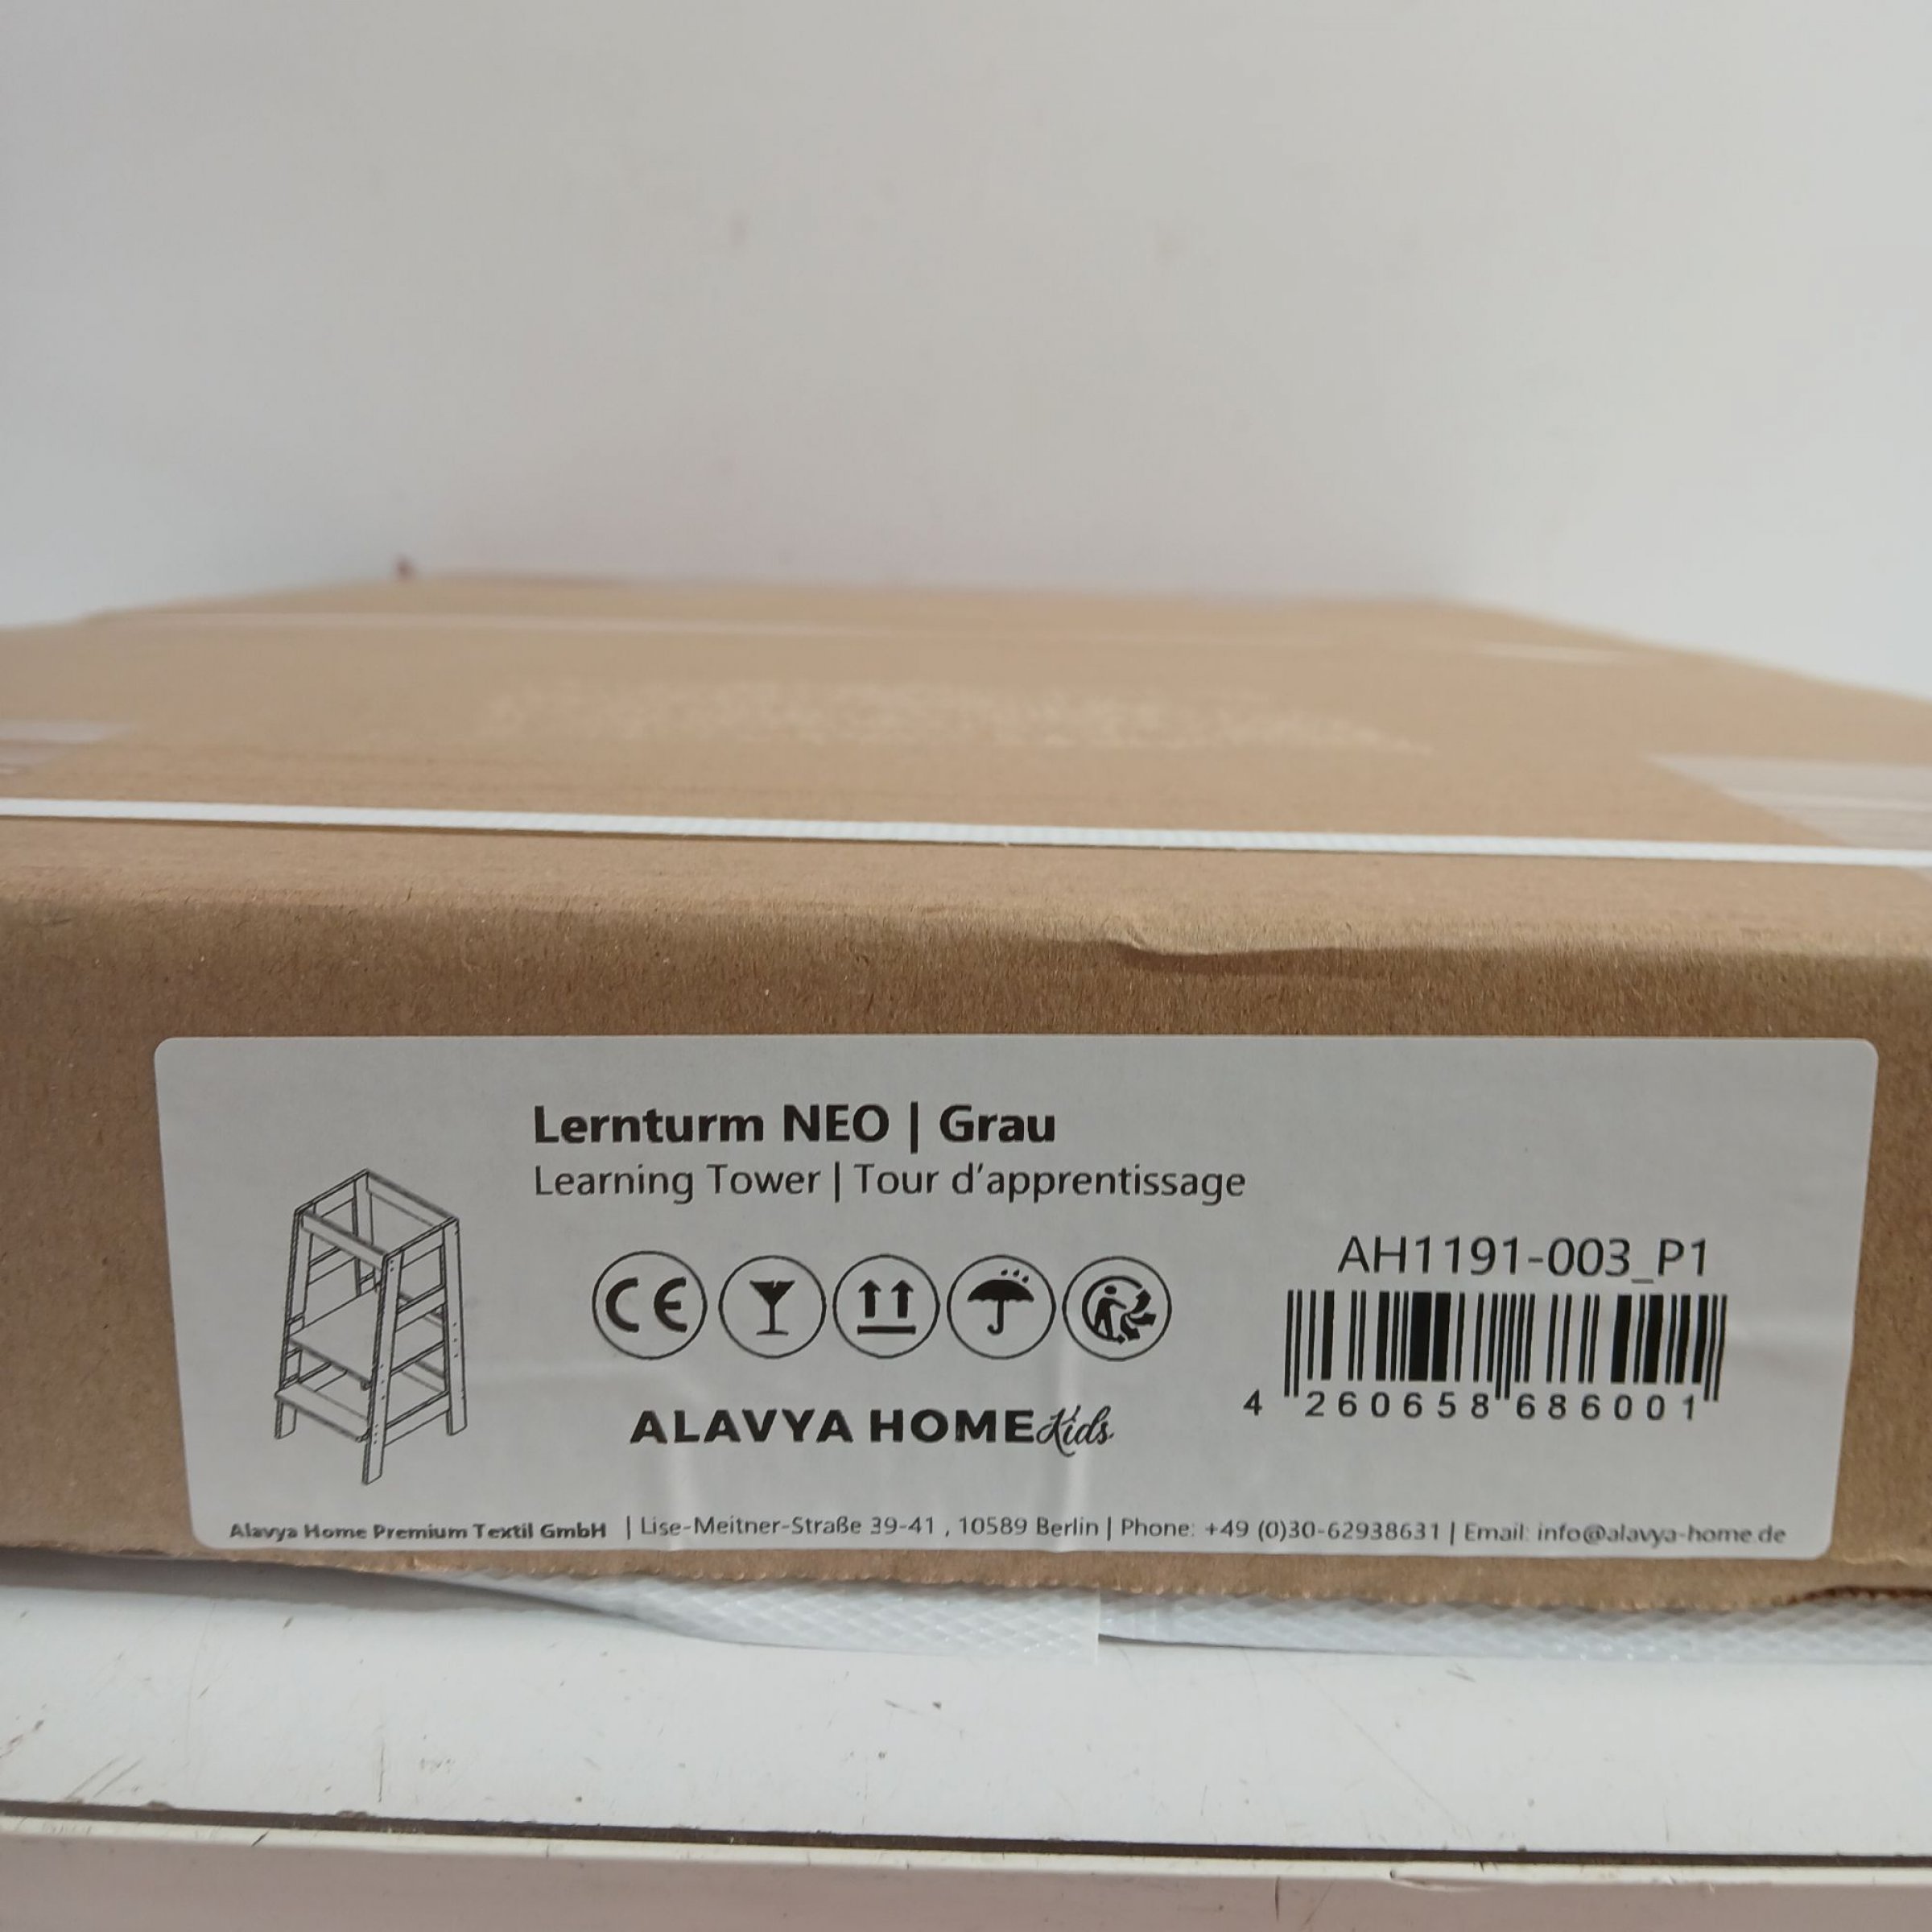 Lernturm NEO | Grau
Learning Tower | Tour d'apprentissage
CE
AH1191-003_P1
4 260658 686001
ALAVYA HOME Kids
Alavya Home Premium Textil GmbH | Lise-Meitner-Straße 39-41 , 10589 Berlin | Phone: +49 (0)30-62938631 | Email: info@alavya-home.de